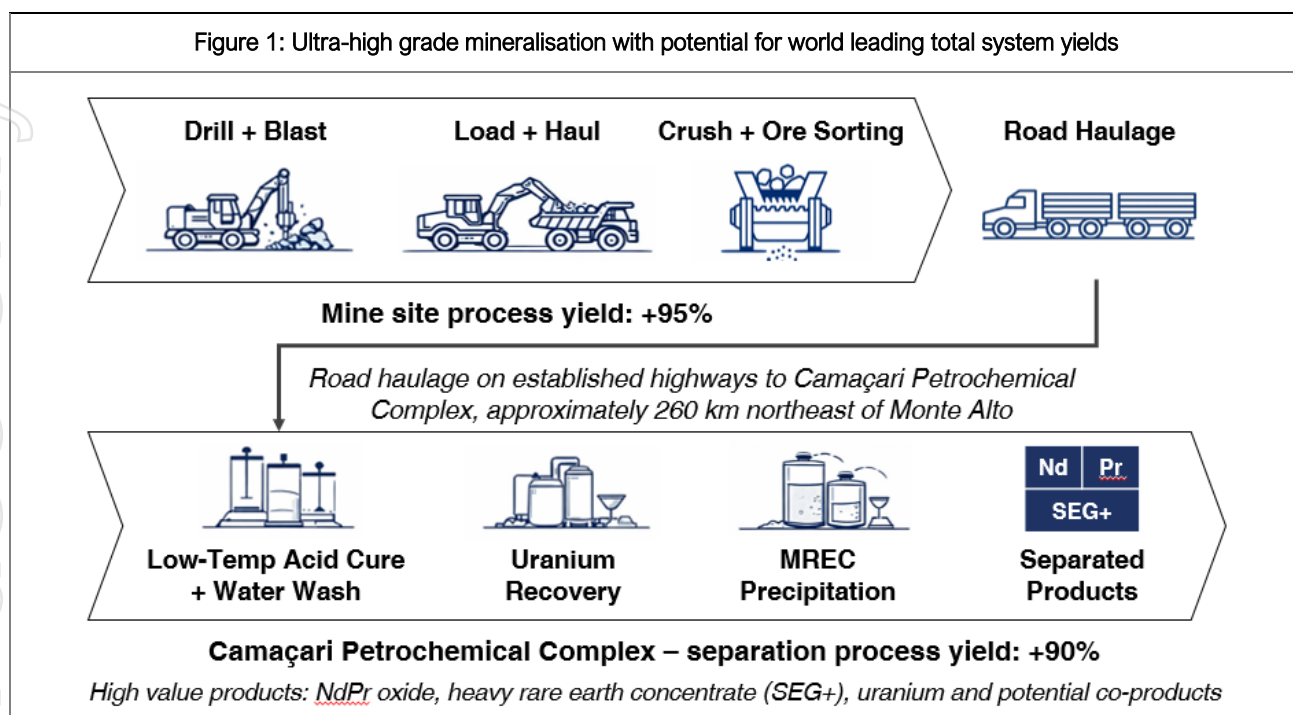 Figure 1: Ultra-high grade mineralisation with potential for world leading total system yields
Drill + Blast
Load + Haul
Crush + Ore Sorting
Road Haulage
Mine site process yield: +95%
Road haulage on established highways to Camaçari Petrochemical
Complex, approximately 260 km northeast of Monte Alto
Nd
Pr
SEG+
Low-Temp Acid Cure
+ Water Wash
Uranium
Recovery
MREC
Precipitation
Separated
Products
Camaçari Petrochemical Complex – separation process yield: +90%
High value products: NdPr oxide, heavy rare earth concentrate (SEG+), uranium and potential co-products